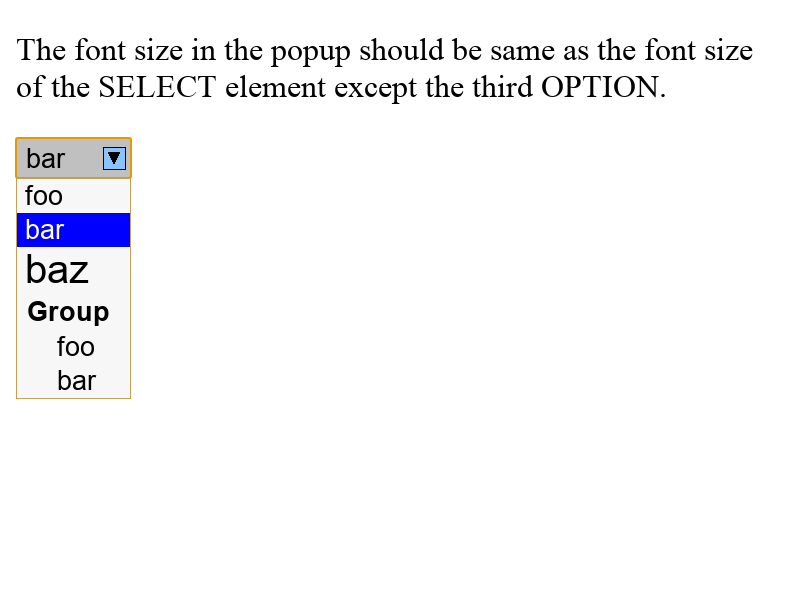 The font size in the popup should be same as the font size
of the SELECT element except the third OPTION.
bar
foo
bar
baz
Group
foo
bar